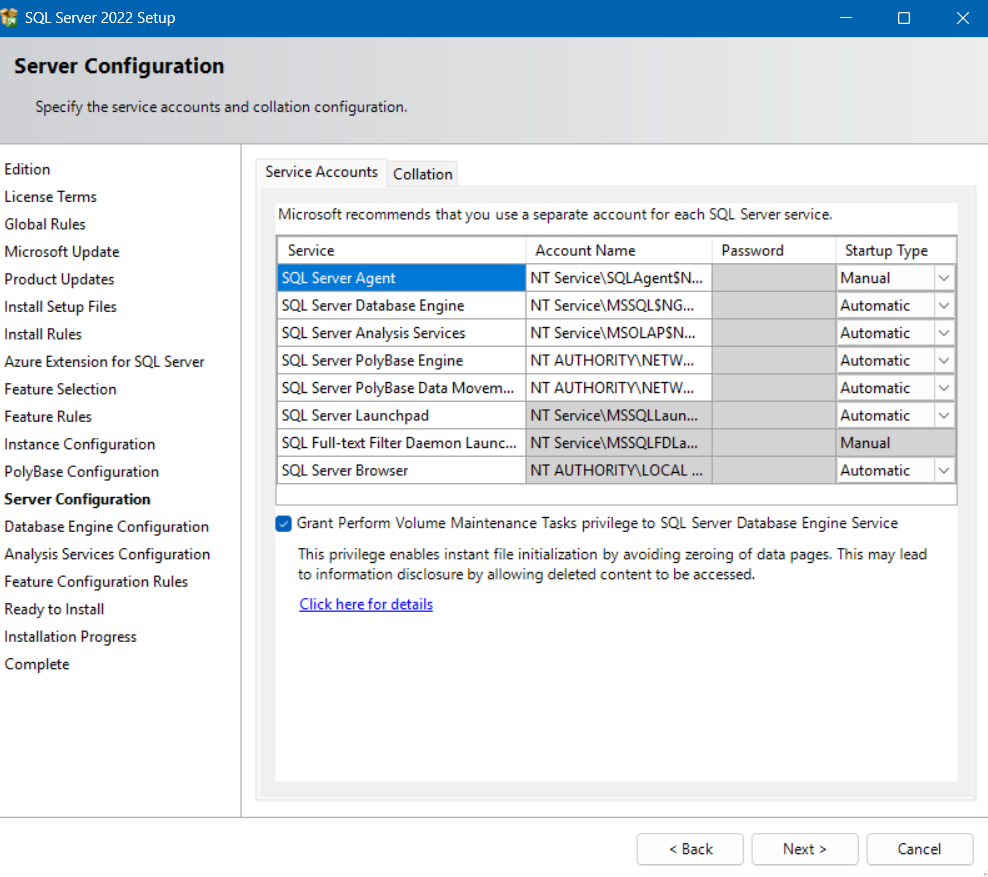 SQL Server 2022 Setup
Server Configuration
Specify the service accounts and collation configuration.
Edition
License Terms
Global Rules
Microsoft Update
Product Updates
Install Setup Files
Install Rules
Azure Extension for SQL Server
Feature Selection
Feature Rules
Instance Configuration
PolyBase Configuration
Server Configuration
Database Engine Configuration
Analysis Services Configuration
Feature Configuration Rules
Ready to Install
Installation Progress
Complete
Service Accounts Collation
Microsoft recommends that you use a separate account for each SQL Server service.
Service Account Name Password Startup Type
SQL Server Agent NT Service\SQLAgent$N... Manual
SQL Server Database Engine NT Service\MSSQL$NG... Automatic
SQL Server Analysis Services NT Service\MSOLAP$N... Automatic
SQL Server PolyBase Engine NT AUTHORITY\NETW... Automatic
SQL Server PolyBase Data Movem... NT AUTHORITY\NETW... Automatic
SQL Server Launchpad NT Service\MSSQLLaun... Automatic
SQL Full-text Filter Daemon Launc... NT Service\MSSQLFDLa... Manual
SQL Server Browser NT AUTHORITY\LOCAL ... Automatic
Grant Perform Volume Maintenance Tasks privilege to SQL Server Database Engine Service
This privilege enables instant file initialization by avoiding zeroing of data pages. This may lead
to information disclosure by allowing deleted content to be accessed.
Click here for details
< Back Next > Cancel